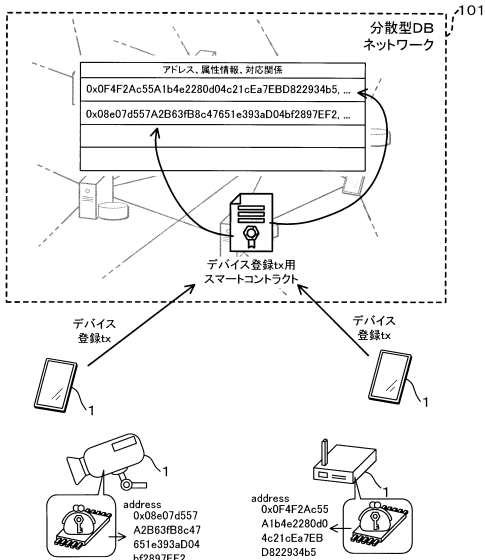 101
分散型DB
ネットワーク
アドレス、属性情報、対応関係
0x0F4F2Ac55A1b4e2280d04c21cEa7EBD822934b5, ...
0x08e07d557A2B63fB8c47651e393aD04bf2897EF2, ...
デバイス登録tx用
スマートコントラクト
デバイス
登録tx
デバイス
登録tx
1
1
1
1
address
0x08e07d557
A2B63fB8c47
651e393aD04
bf2897EF2
address
0x0F4F2Ac55
A1b4e2280d0
4c21cEa7EB
D822934b5